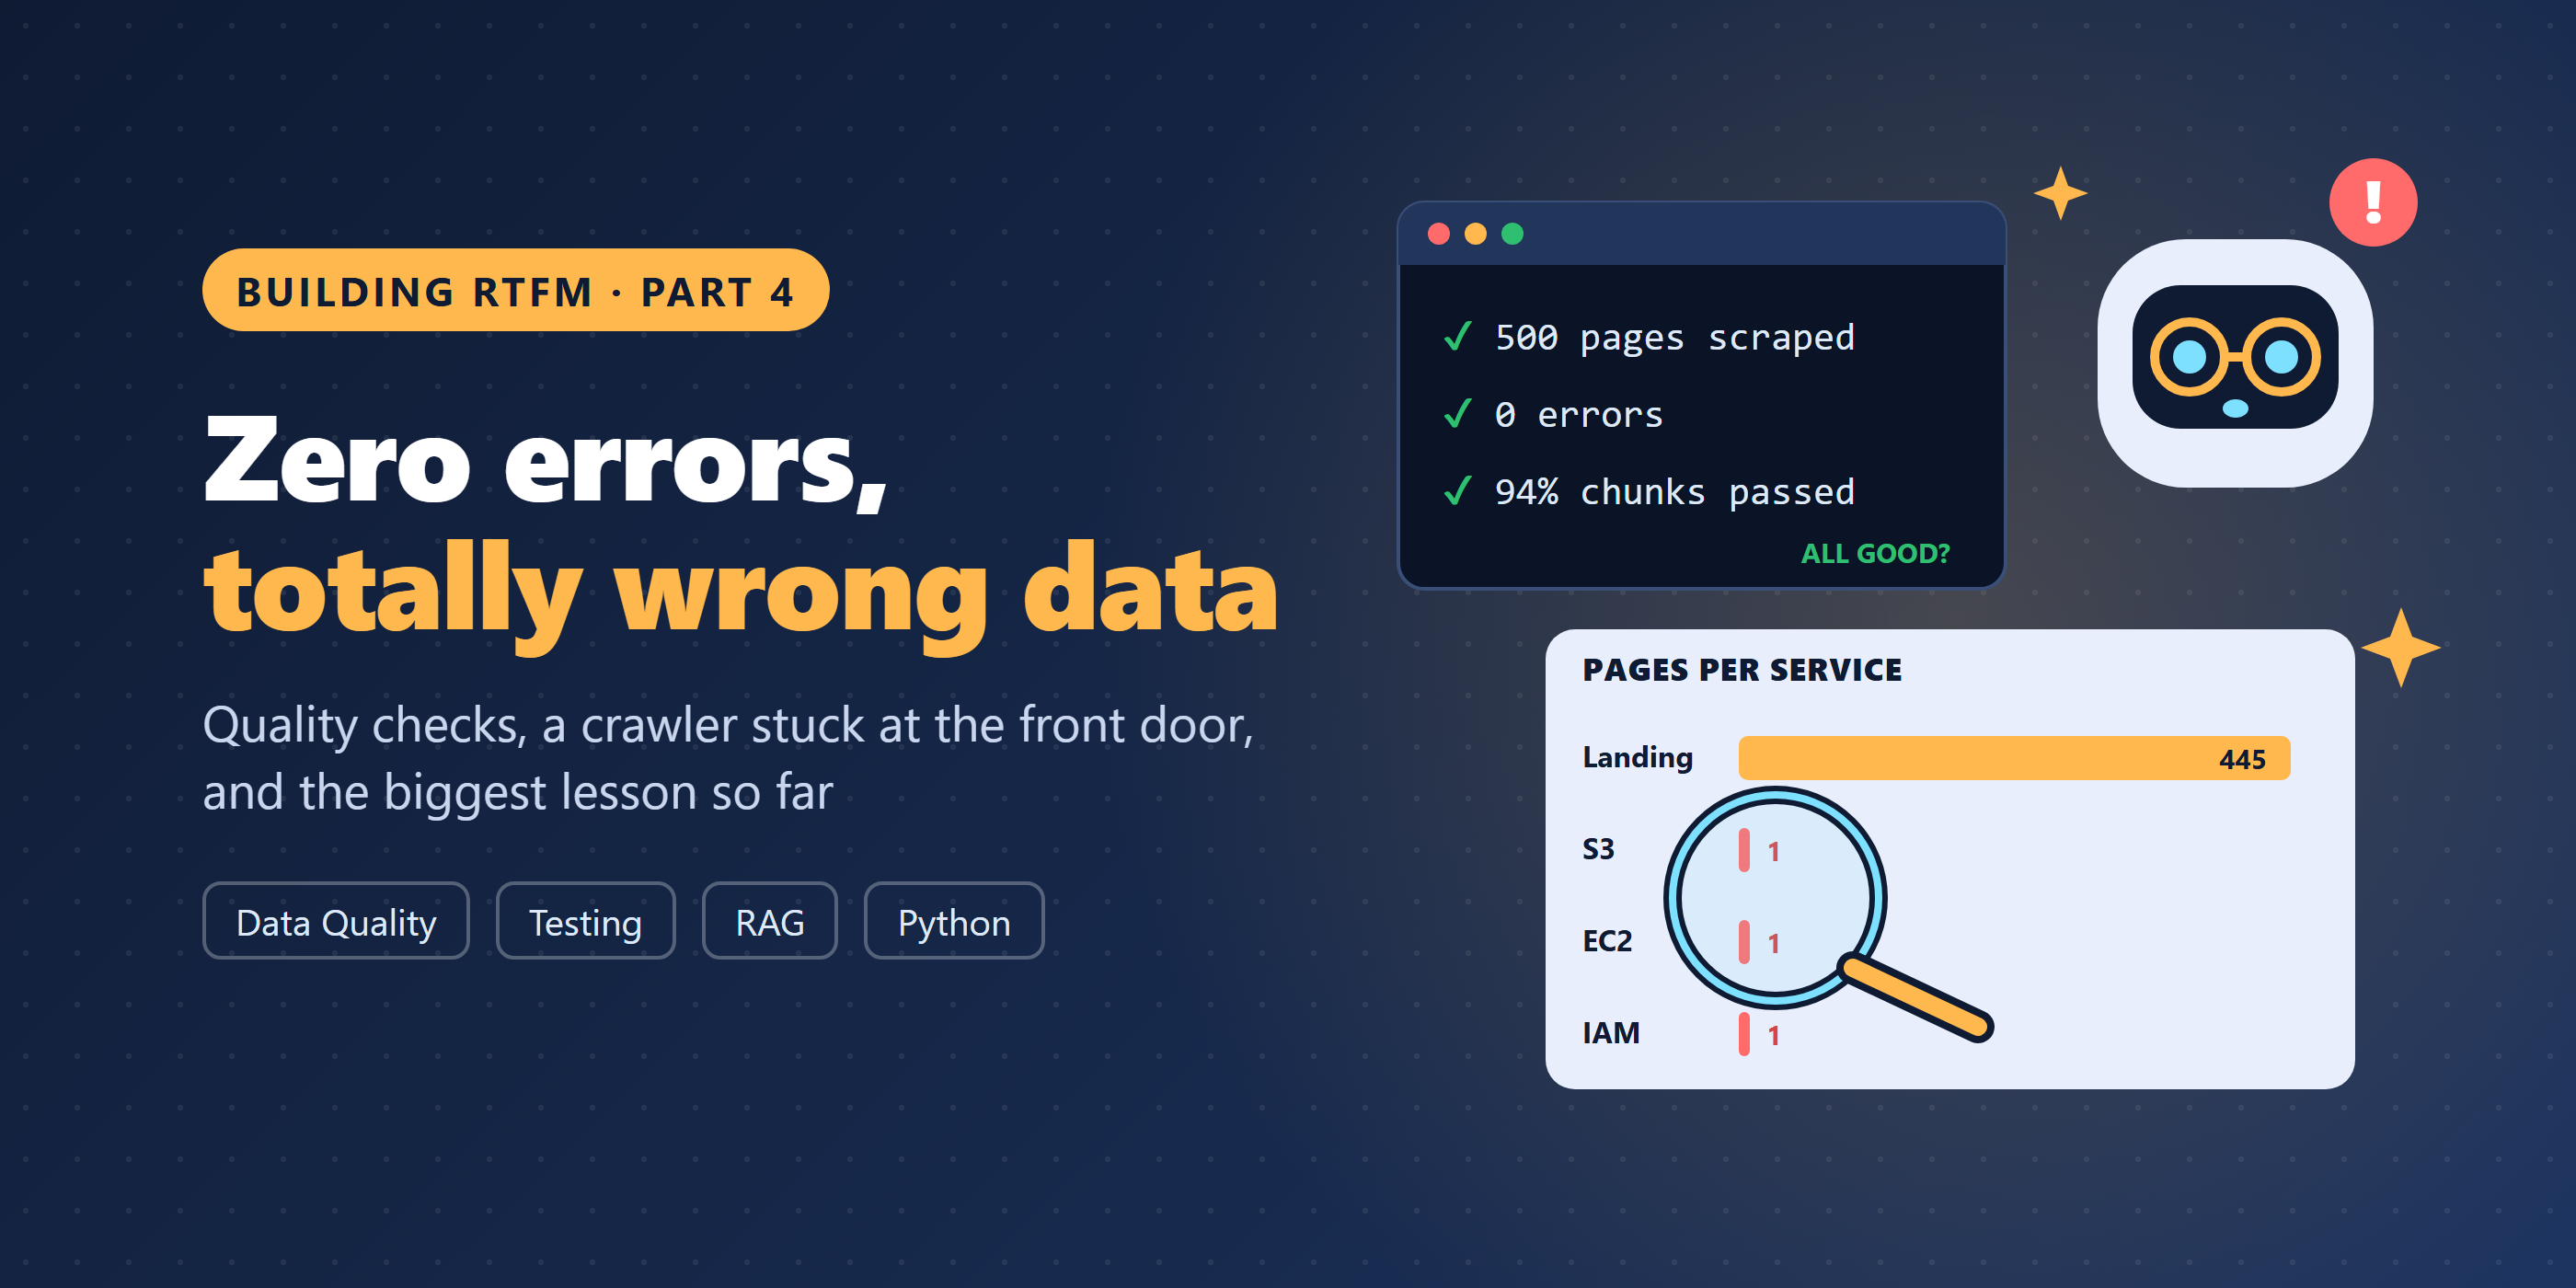 BUILDING RTFM · PART 4
Zero errors,
totally wrong data
Quality checks, a crawler stuck at the front door,
and the biggest lesson so far
Data Quality
Testing
RAG
Python
✓ 500 pages scraped
✓ 0 errors
✓ 94% chunks passed
ALL GOOD?
!
PAGES PER SERVICE
Landing 445
S3 1
EC2 1
IAM 1